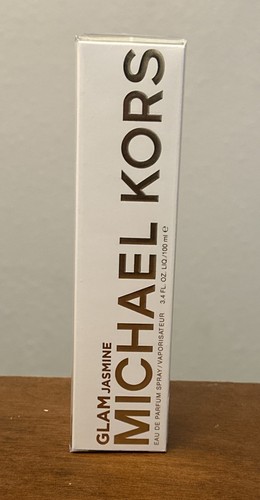 GLAM JASMINE
MICHAEL KORS
EAU DE PARFUM SPRAY/VAPORISATEUR 3.4 FL. OZ. LIQ./100 ml ℮